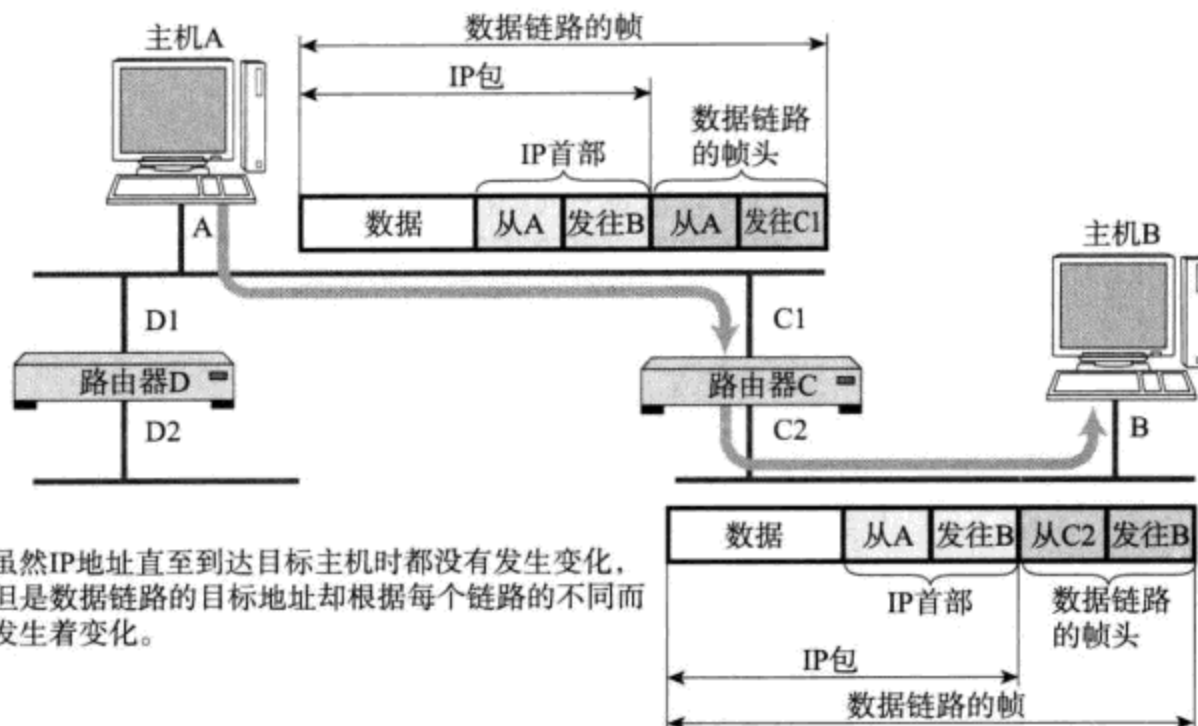 数据链路的帧
主机A
IP包
数据链路
的帧头
IP首部
数据 从A 发往B 从A 发往C1
A
主机B
D1
C1
路由器D
路由器C
D2
C2
B
数据 从A 发往B 从C2 发往B
虽然IP地址直至到达目标主机时都没有发生变化，
但是数据链路的目标地址却根据每个链路的不同而
发生着变化。
IP首部
数据链路
的帧头
IP包
数据链路的帧